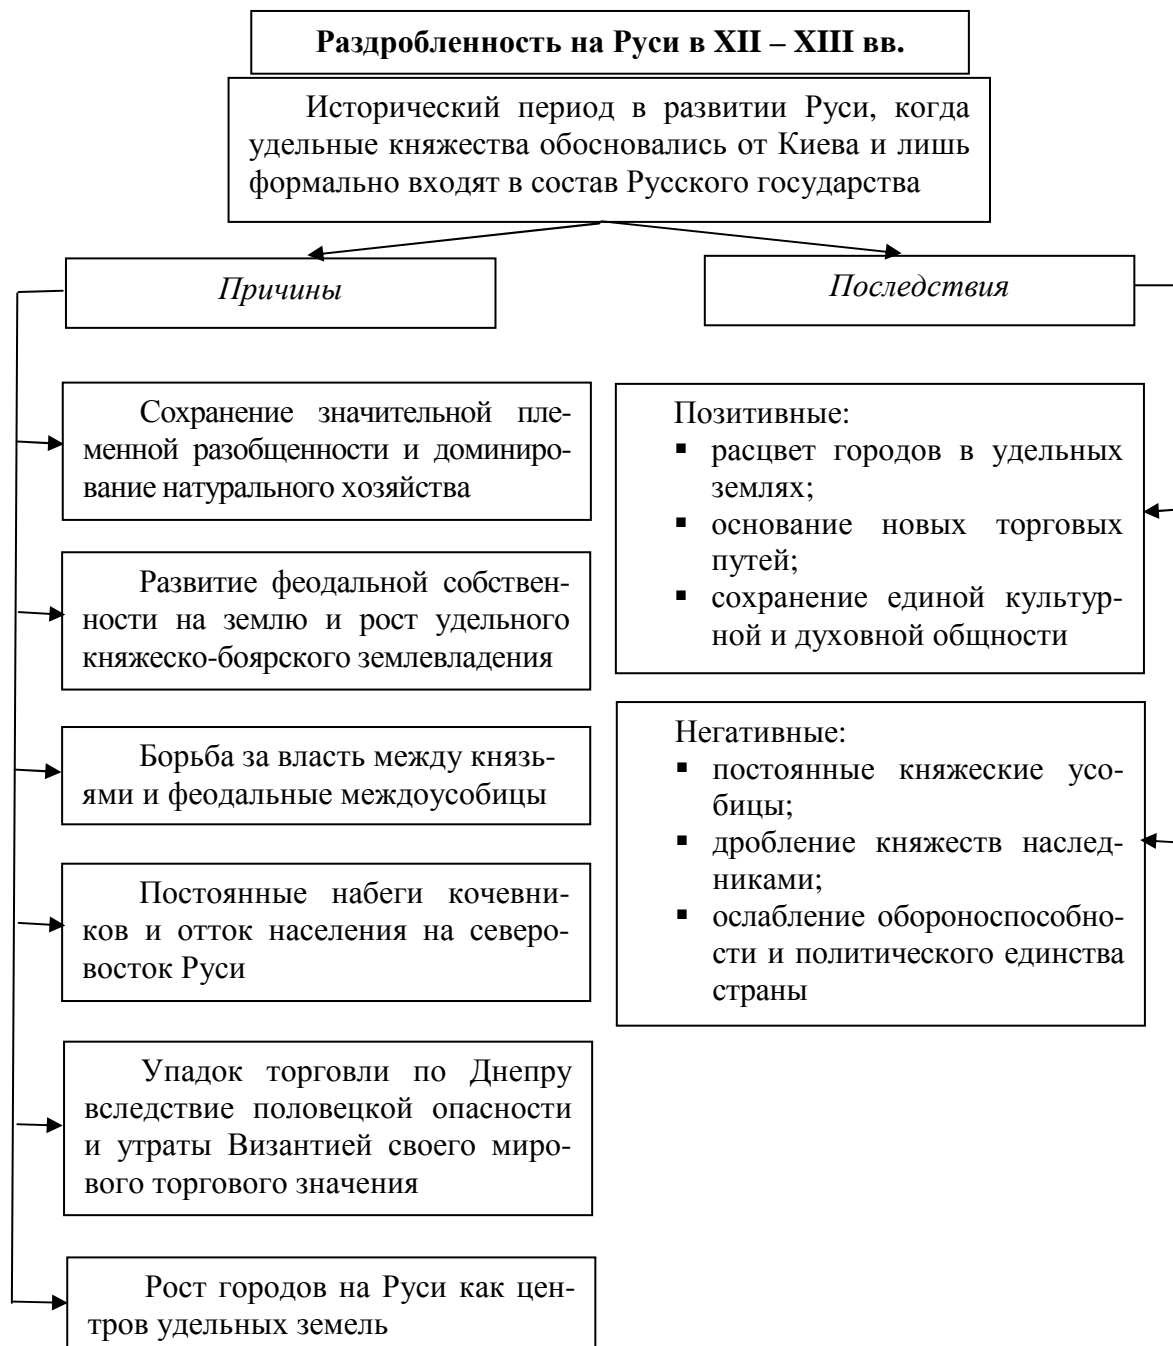 Раздробленность на Руси в XII – XIII вв.
Исторический период в развитии Руси, когда
удельные княжества обосновались от Киева и лишь
формально входят в состав Русского государства
Причины
Сохранение значительной пле-
менной разобщенности и доминиро-
вание натурального хозяйства
Развитие феодальной собствен-
ности на землю и рост удельного
княжеско-боярского землевладения
Борьба за власть между князь-
ями и феодальные междоусобицы
Постоянные набеги кочевни-
ков и отток населения на северо-
восток Руси
Упадок торговли по Днепру
вследствие половецкой опасности
и утраты Византией своего миро-
вого торгового значения
Рост городов на Руси как цен-
тров удельных земель
Последствия
Позитивные:
▪ расцвет городов в удельных
землях;
▪ основание новых торговых
путей;
▪ сохранение единой культур-
ной и духовной общности
Негативные:
▪ постоянные княжеские усо-
бицы;
▪ дробление княжеств наслед-
никами;
▪ ослабление обороноспособно-
сти и политического единства
страны